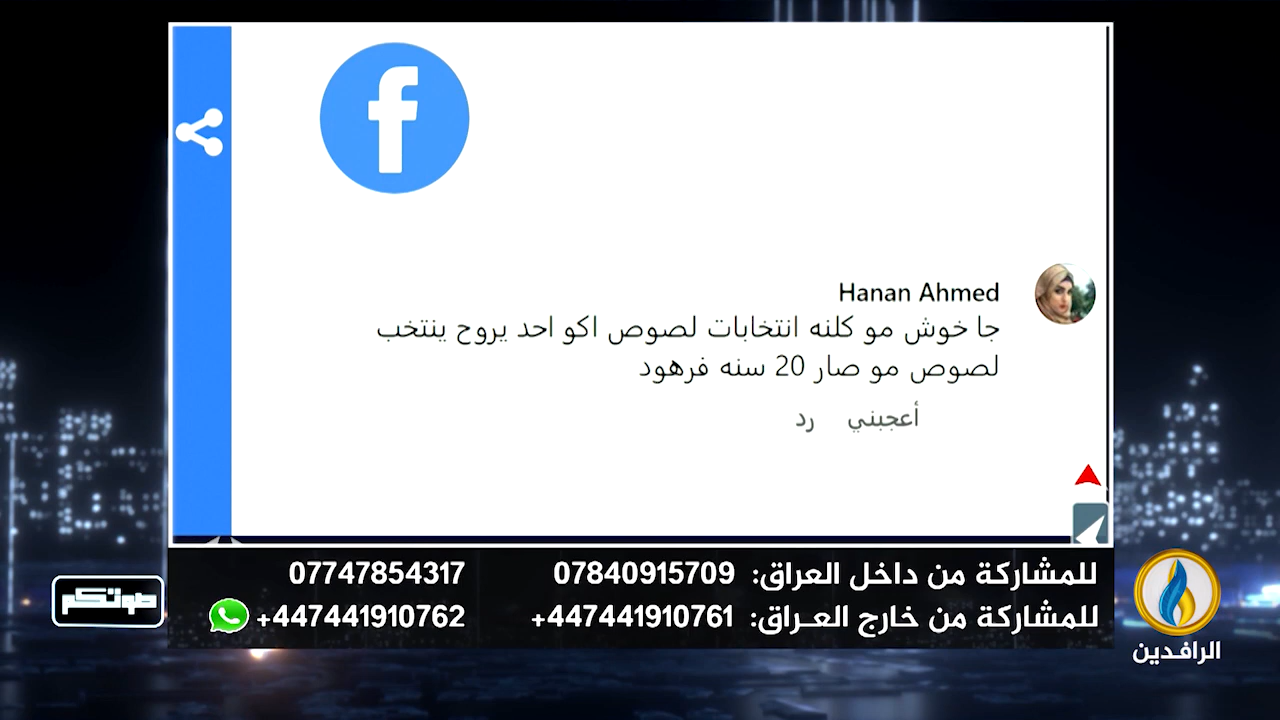 Hanan Ahmed
جا خوش مو كلنه انتخابات لصوص اكو احد يروح ينتخب
لصوص مو صار 20 سنه فرهود
أعجبني رد
للمشاركة من داخل العراق: 07840915709 07747854317
للمشاركة من خارج العـراق: +447441910761 +447441910762
صوتكم
الرافدين